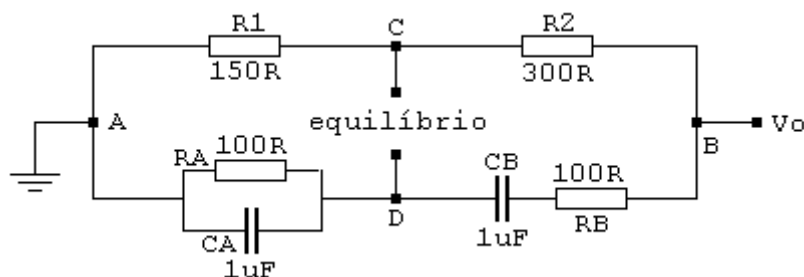 R1
C
R2
150R
300R
A
equilíbrio
Vo
B
RA
100R
CB
100R
CA
1uF
D
1uF
RB